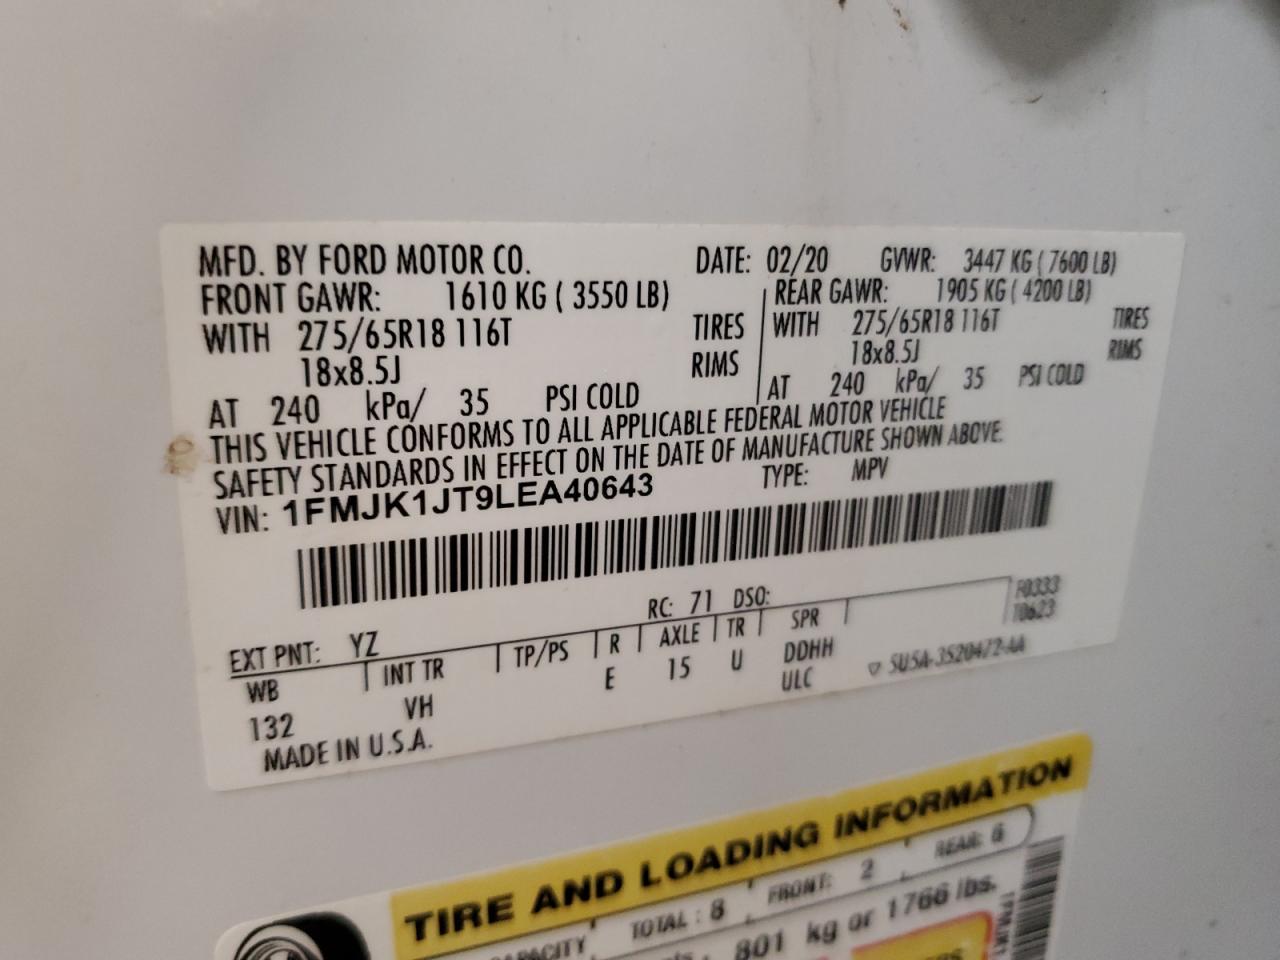 MFD. BY FORD MOTOR CO. DATE: 02/20 GVWR: 3447 KG ( 7600 LB)
FRONT GAWR: 1610 KG ( 3550 LB) REAR GAWR: 1905 KG ( 4200 LB)
WITH 275/65R18 116T TIRES WITH 275/65R18 116T TIRES
18x8.5J RIMS 18x8.5J RIMS
AT 240 kPa/ 35 PSI COLD AT 240 kPa/ 35 PSI COLD
THIS VEHICLE CONFORMS TO ALL APPLICABLE FEDERAL MOTOR VEHICLE
SAFETY STANDARDS IN EFFECT ON THE DATE OF MANUFACTURE SHOWN ABOVE.
VIN: 1FMJK1JT9LEA40643 TYPE: MPV
F0333
T0623
EXT PNT: YZ RC: 71 DSO:
WB INT TR TP/PS R AXLE TR SPR
132 VH E 15 U DDHH
ULC
5U5A-3520472-AA
MADE IN U.S.A.
TIRE AND LOADING INFORMATION
TOTAL : 8 FRONT: 2 REAR: 6
801 kg or 1766 lbs.